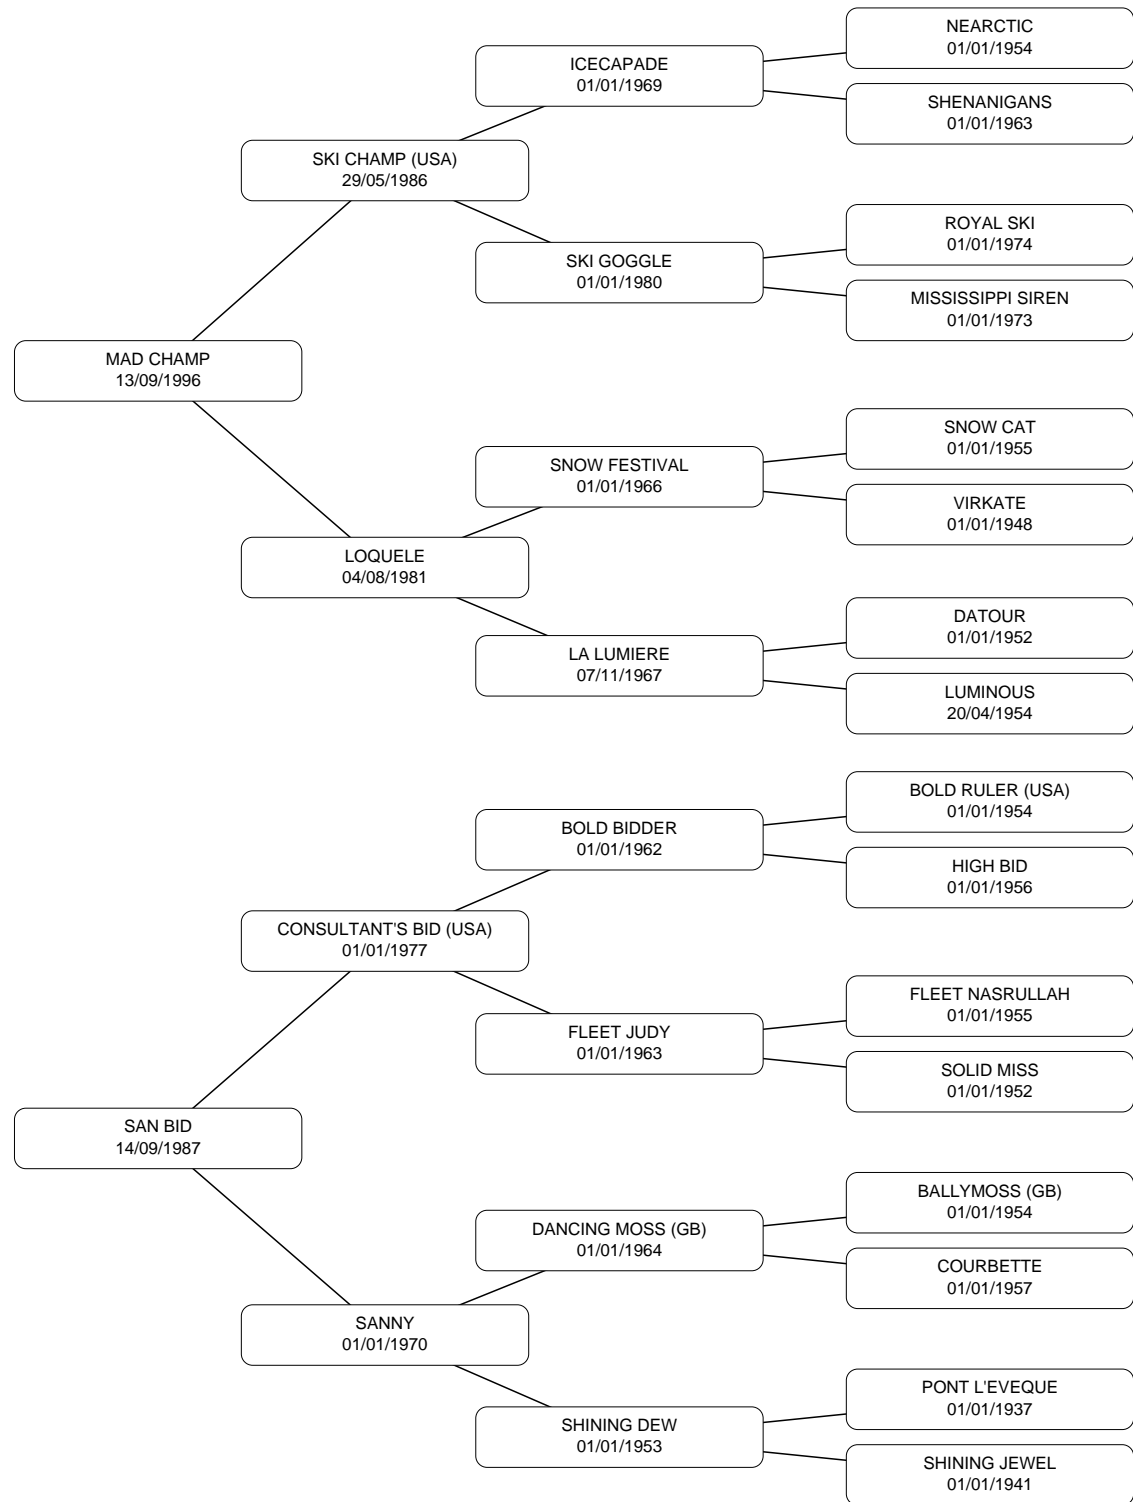 NEARCTIC
01/01/1954
ICECAPADE
01/01/1969
SHENANIGANS
01/01/1963
SKI CHAMP (USA)
29/05/1986
ROYAL SKI
01/01/1974
SKI GOGGLE
01/01/1980
MISSISSIPPI SIREN
01/01/1973
MAD CHAMP
13/09/1996
SNOW CAT
01/01/1955
SNOW FESTIVAL
01/01/1966
VIRKATE
01/01/1948
LOQUELE
04/08/1981
DATOUR
01/01/1952
LA LUMIERE
07/11/1967
LUMINOUS
20/04/1954
BOLD RULER (USA)
01/01/1954
BOLD BIDDER
01/01/1962
HIGH BID
01/01/1956
CONSULTANT'S BID (USA)
01/01/1977
FLEET NASRULLAH
01/01/1955
FLEET JUDY
01/01/1963
SOLID MISS
01/01/1952
SAN BID
14/09/1987
BALLYMOSS (GB)
01/01/1954
DANCING MOSS (GB)
01/01/1964
COURBETTE
01/01/1957
SANNY
01/01/1970
PONT L'EVEQUE
01/01/1937
SHINING DEW
01/01/1953
SHINING JEWEL
01/01/1941